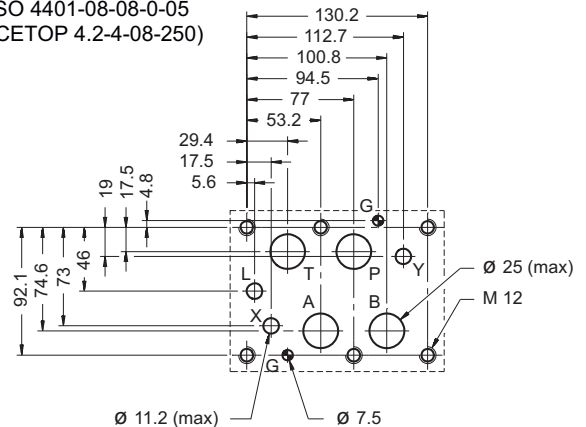 SO 4401-08-08-0-05
CETOP 4.2-4-08-250)
130.2
112.7
100.8
94.5
77
53.2
29.4
17.5
5.6
19
17.5
4.8
G
92.1
74.6
73
46
T
P
Y
L
A
B
X
G
Ø 25 (max)
M 12
Ø 11.2 (max)
Ø 7.5